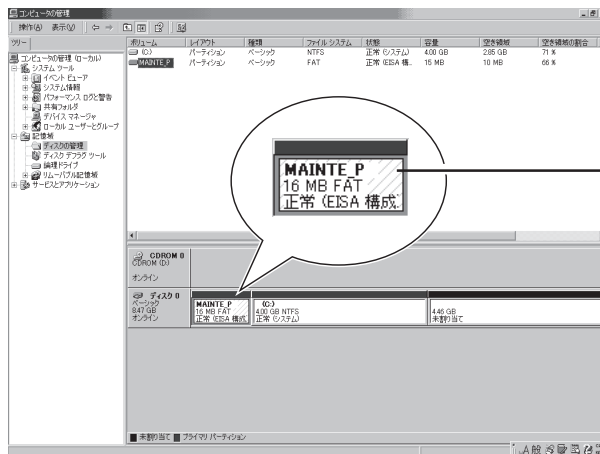 コンピュータの管理
操作(A) 表示(V)
ツリー
コンピュータの管理 (ローカル)
システム ツール
イベント ビューア
システム情報
パフォーマンス ログと警告
共有フォルダ
デバイス マネージャ
ローカル ユーザーとグループ
記憶域
ディスクの管理
ディスク デフラグ ツール
論理ドライブ
リムーバブル記憶域
サービスとアプリケーション
ボリューム レイアウト 種類 ファイル システム 状態 容量 空き領域 空き領域の割合
(C:) パーティション ベーシック NTFS 正常 (システム) 4.00 GB 2.85 GB 71 %
MAINTE_P パーティション ベーシック FAT 正常 (EISA 構.. 15 MB 10 MB 66 %
MAINTE_P
16 MB FAT
正常 (EISA 構成.
CDROM 0
CDROM (D:)
オンライン
ディスク 0
ベーシック
8.47 GB
オンライン
MAINTE_P
16 MB FAT
正常 (EISA 構成.
(C:)
4.00 GB NTFS
正常 (システム)
4.46 GB
未割り当て
未割り当て プライマリ パーティション
A 般